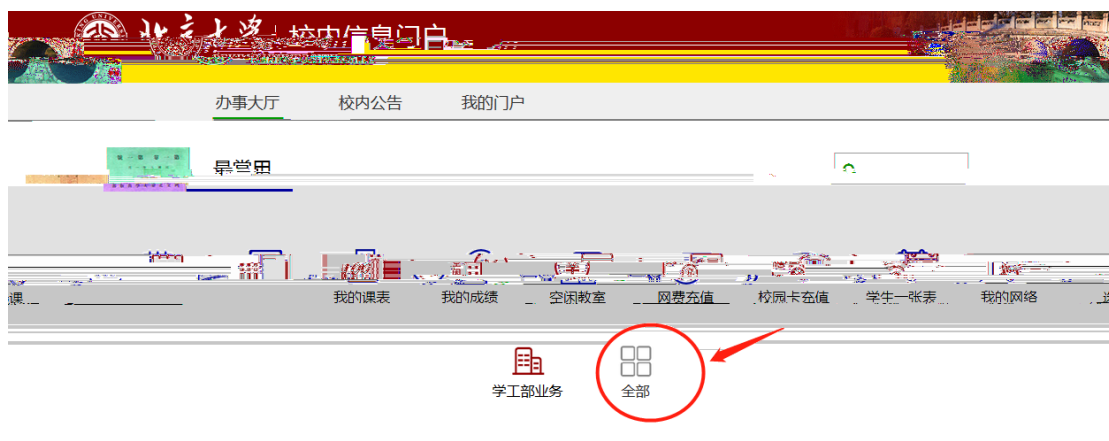 北京大学 校内信息门户
办事大厅 校内公告 我的门户
最常用
我的课表 我的成绩 空闲教室 网费充值 校园卡充值 学生一张表 我的网络
学工部业务 全部